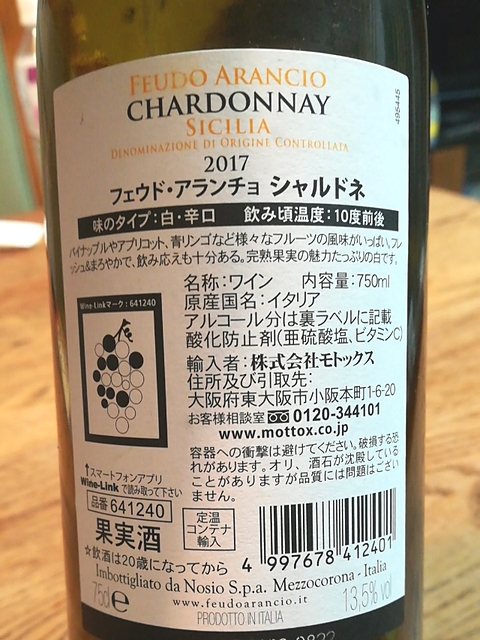 FEUDO ARANCIO
CHARDONNAY
SICILIA
DENOMINAZIONE DI ORIGINE CONTROLLATA
2017
フェウド・アランチョ シャルドネ
味のタイプ:白・辛口 飲み頃温度:10度前後
パイナップルやアプリコット、青リンゴなど様々なフルーツの風味がいっぱい。フレ
ッシュ&まろやかで、飲み応えも十分ある。完熟果実の魅力たっぷりの白です。
名称:ワイン 内容量:750ml
原産国名:イタリア
アルコール分は裏ラベルに記載
酸化防止剤(亜硫酸塩、ビタミンC)
輸入者:株式会社モトックス
住所及び引取先:
大阪府東大阪市小阪本町1-6-20
お客様相談室 0120-344101
www.mottox.co.jp
容器への衝撃は避けてください。破損する恐
れがあります。オリ、酒石が沈殿している
ことがありますが品質には問題はござい
ません。
Wine-Linkマーク:641240
↑スマートフォンアプリ
Wine-Linkで読み取って下さい
品番 641240
果実酒
定温
コンテナ
輸入
☆飲酒は20歳になってから
4 997678 412401
Imbottigliato da Nosio S.p.a. Mezzocorona - Italia
www.feudoarancio.it
75cl e
PRODOTTO IN ITALIA
13,5% vol